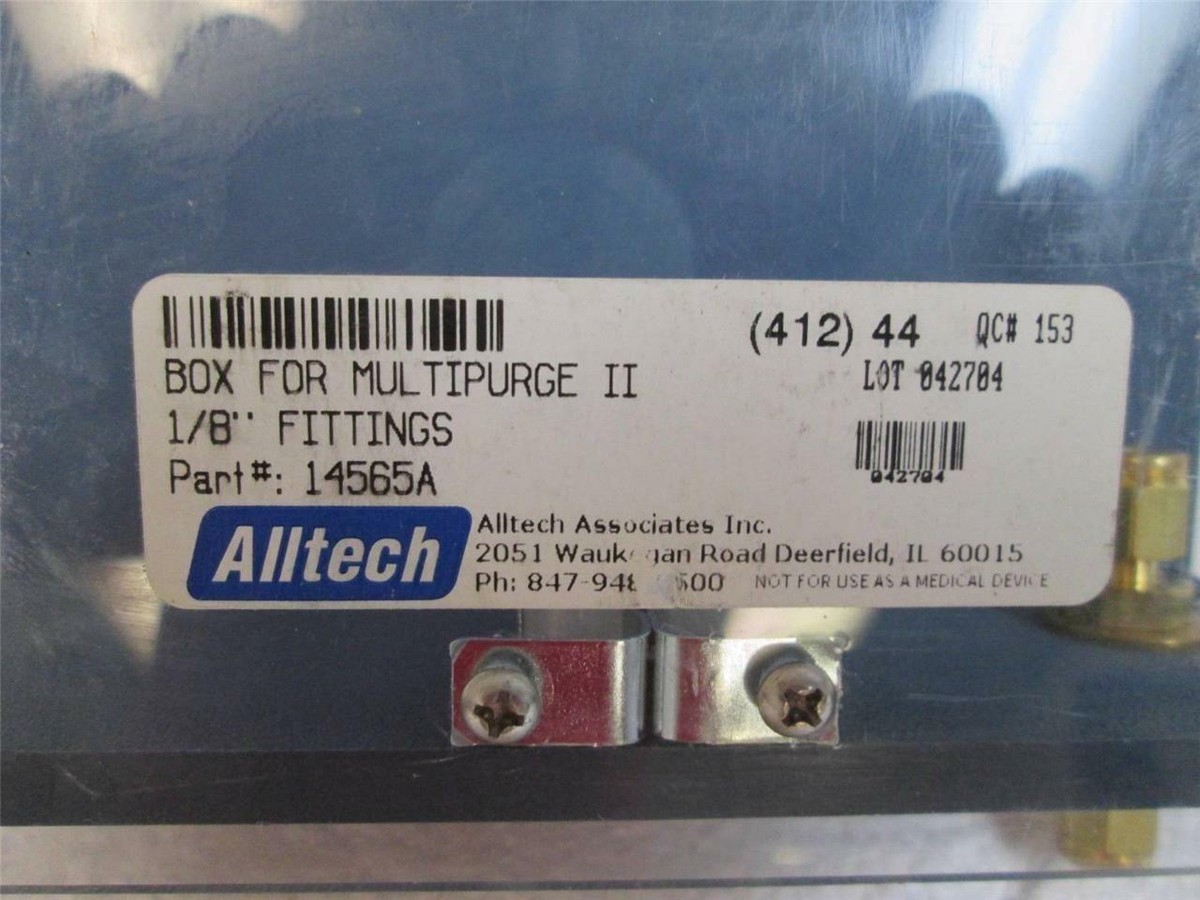 (412) 44 QC# 153
BOX FOR MULTIPURGE II
LOT 042704
1/8" FITTINGS
Part#: 14565A
042704
Alltech
Alltech Associates Inc.
2051 Road Deerfield, IL 60015
Ph: NOT FOR USE AS A MEDICAL DEVICE